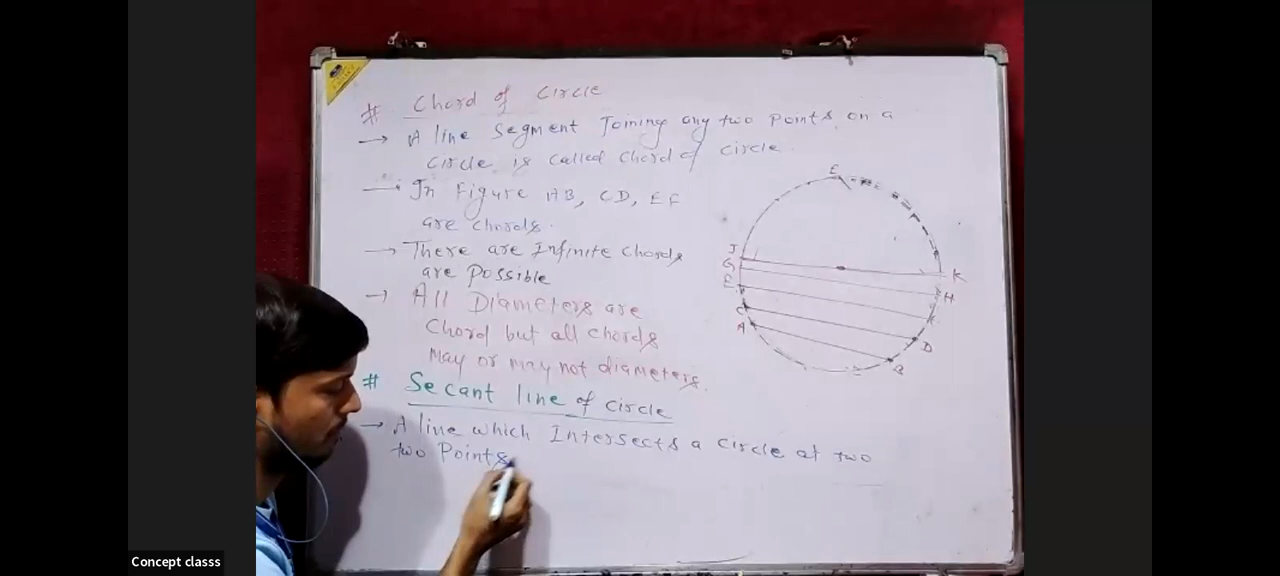 # Chord of Circle
→ A line Segment Joining any two Points on a
Circle is called Chord of Circle.
→ In Figure AB, CD, EF
are chords.
→ There are Infinite Chords
are Possible
→ All Diameters are
Chord but all chords
May or may not diameters.
# Secant line of circle
→ A line which Intersects a circle at two
two Points
E
J
G
E
C
A
K
H
D
B
Concept classs